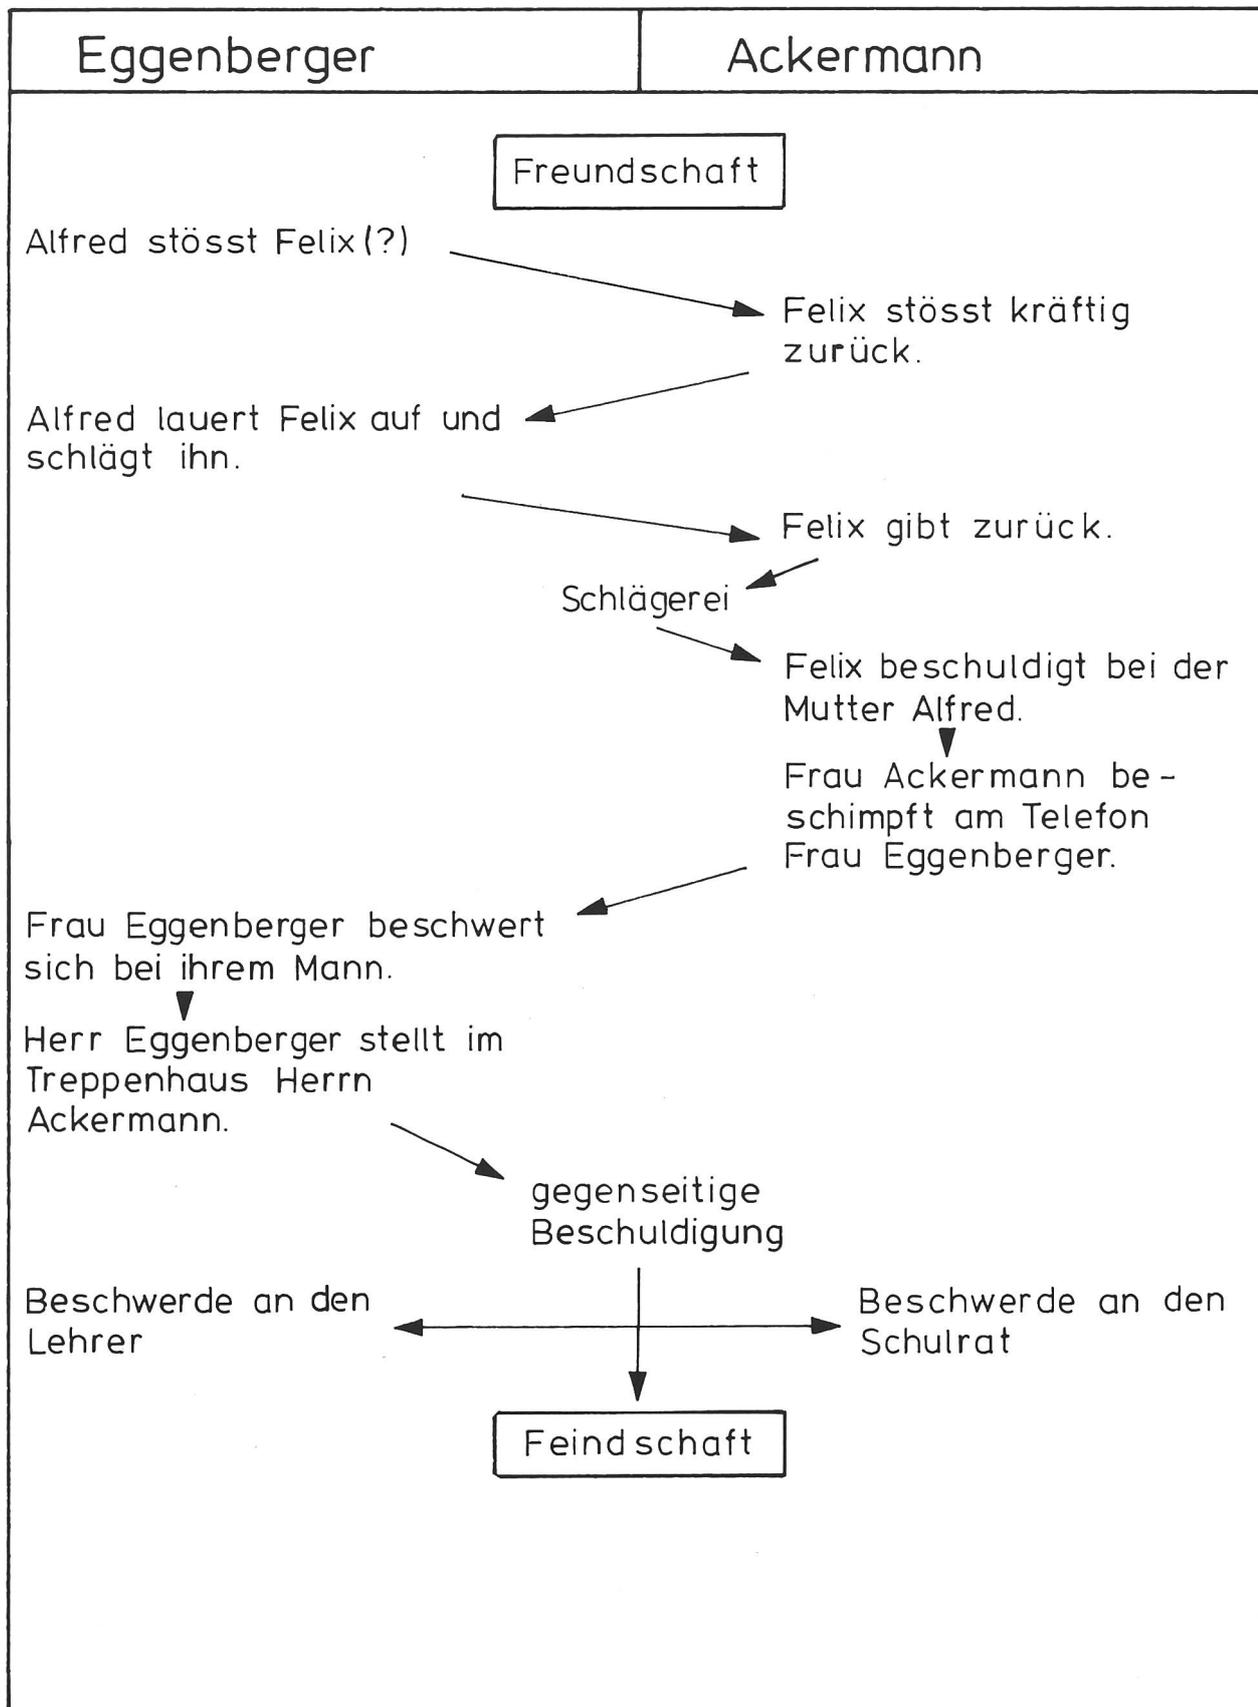 Eggenberger
Ackermann
Freundschaft
Alfred stösst Felix (?)
Felix stösst kräftig
zurück.
Alfred lauert Felix auf und
schlägt ihn.
Felix gibt zurück.
Schlägerei
Felix beschuldigt bei der
Mutter Alfred.
Frau Ackermann be-
schimpft am Telefon
Frau Eggenberger.
Frau Eggenberger beschwert
sich bei ihrem Mann.
Herr Eggenberger stellt im
Treppenhaus Herrn
Ackermann.
gegenseitige
Beschuldigung
Beschwerde an den
Lehrer
Beschwerde an den
Schulrat
Feindschaft